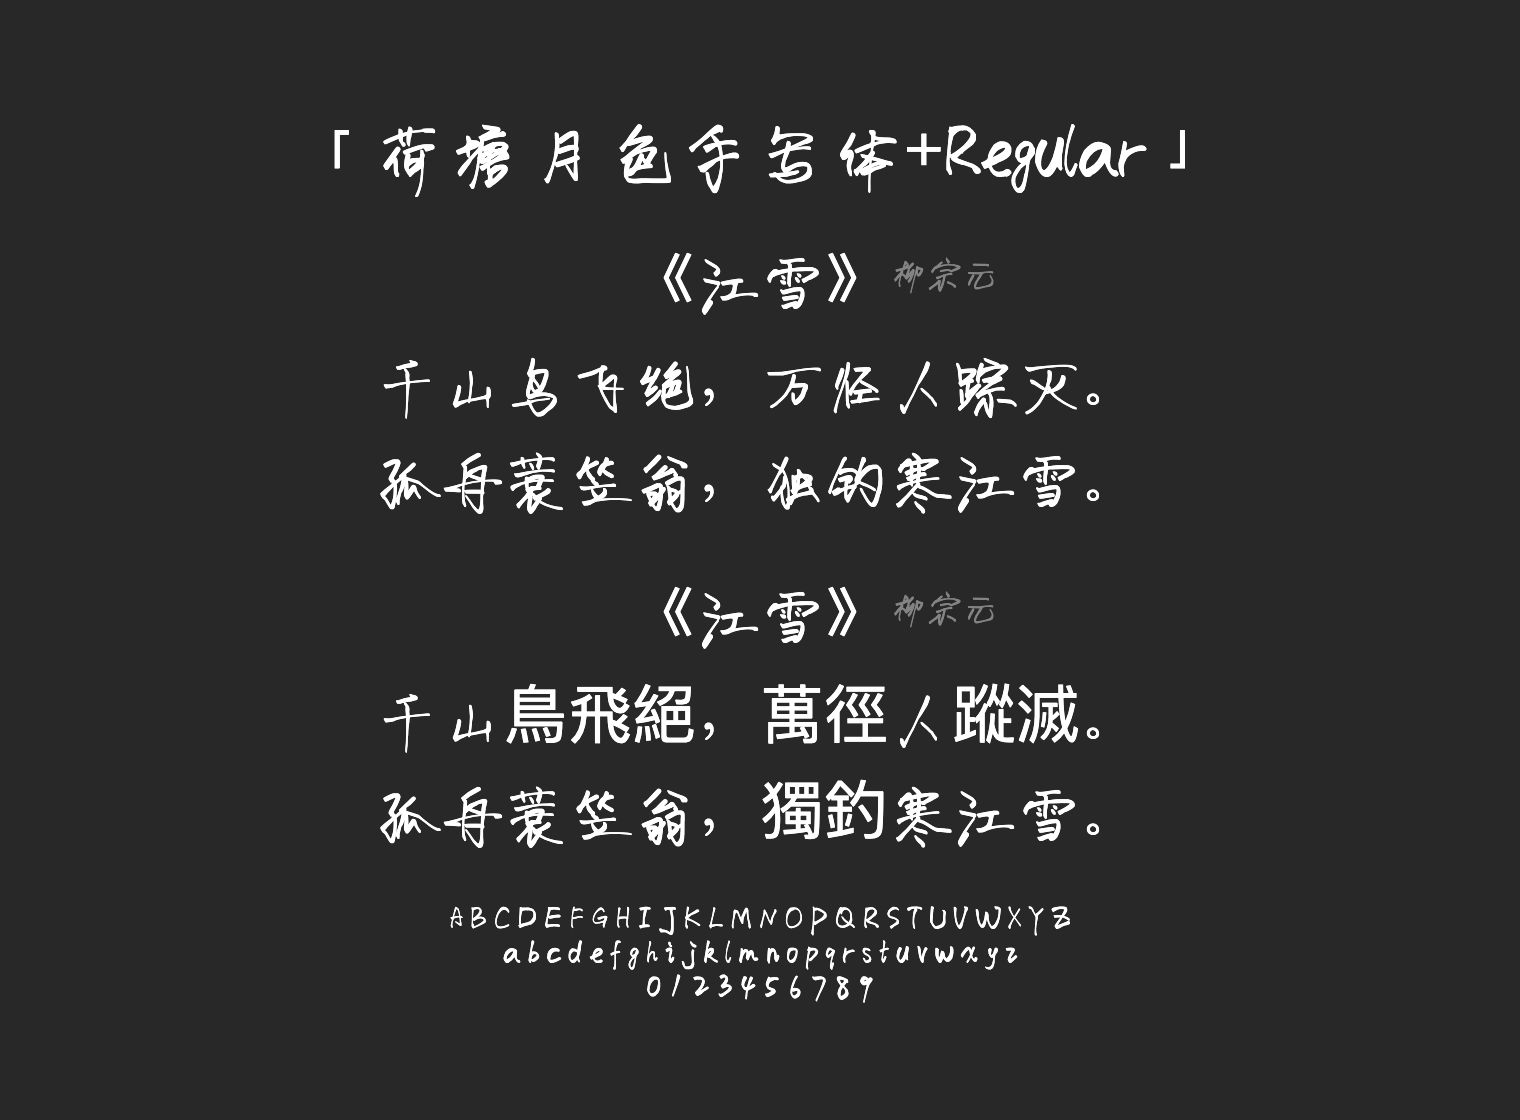 「荷塘月色手写体+Regular」
《江雪》 柳宗元
千山鸟飞绝，万径人踪灭。
孤舟蓑笠翁，独钓寒江雪。
《江雪》 柳宗元
千山鳥飛絕，萬徑人蹤滅。
孤舟蓑笠翁，獨釣寒江雪。
ABCDEFGHIJKLMNOPQRSTUVWXYZ
abcdefghijklmnopqrstuvwxyz
0123456789